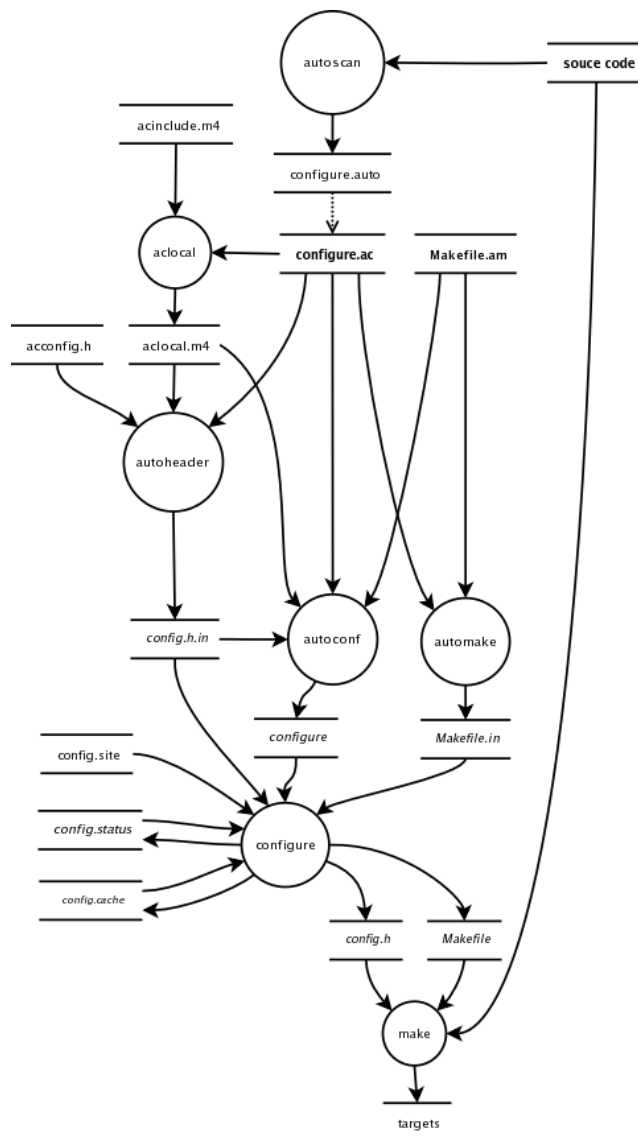 autoscan
souce code
acinclude.m4
configure.auto
aclocal
configure.ac
Makefile.am
acconfig.h
aclocal.m4
autoheader
config.h.in
autoconf
automake
configure
Makefile.in
config.site
config.status
configure
config.cache
config.h
Makefile
make
targets